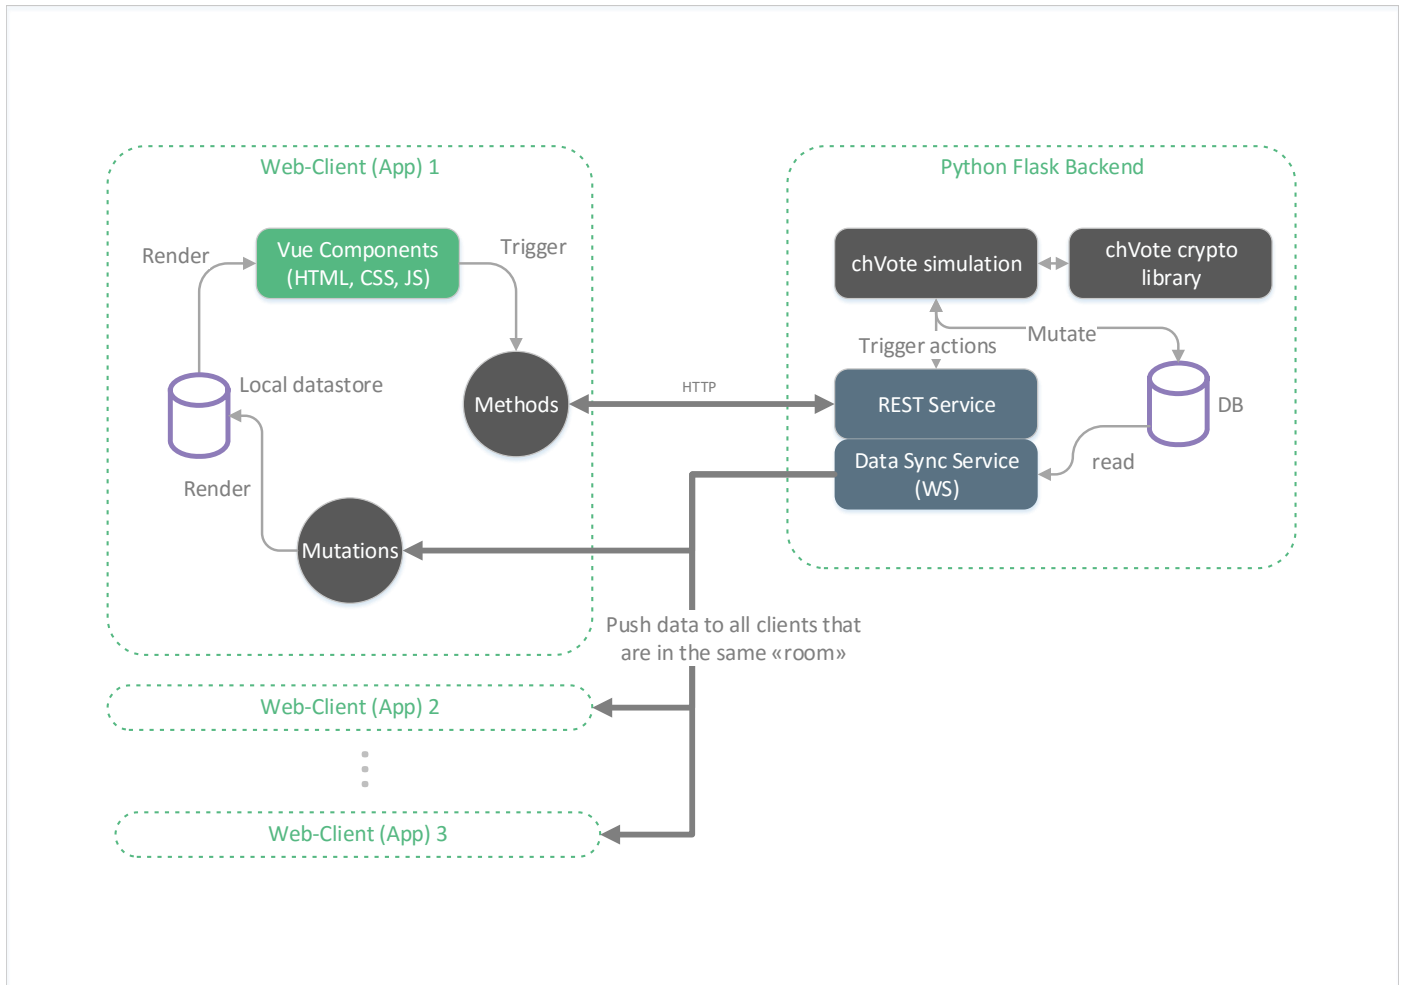 Web-Client (App) 1
Python Flask Backend
Render
Vue Components
(HTML, CSS, JS)
Trigger
chVote simulation
chVote crypto
library
Trigger actions
Mutate
Local datastore
Methods
HTTP
REST Service
DB
Data Sync Service
(WS)
read
Render
Mutations
Push data to all clients that
are in the same «room»
Web-Client (App) 2
Web-Client (App) 3